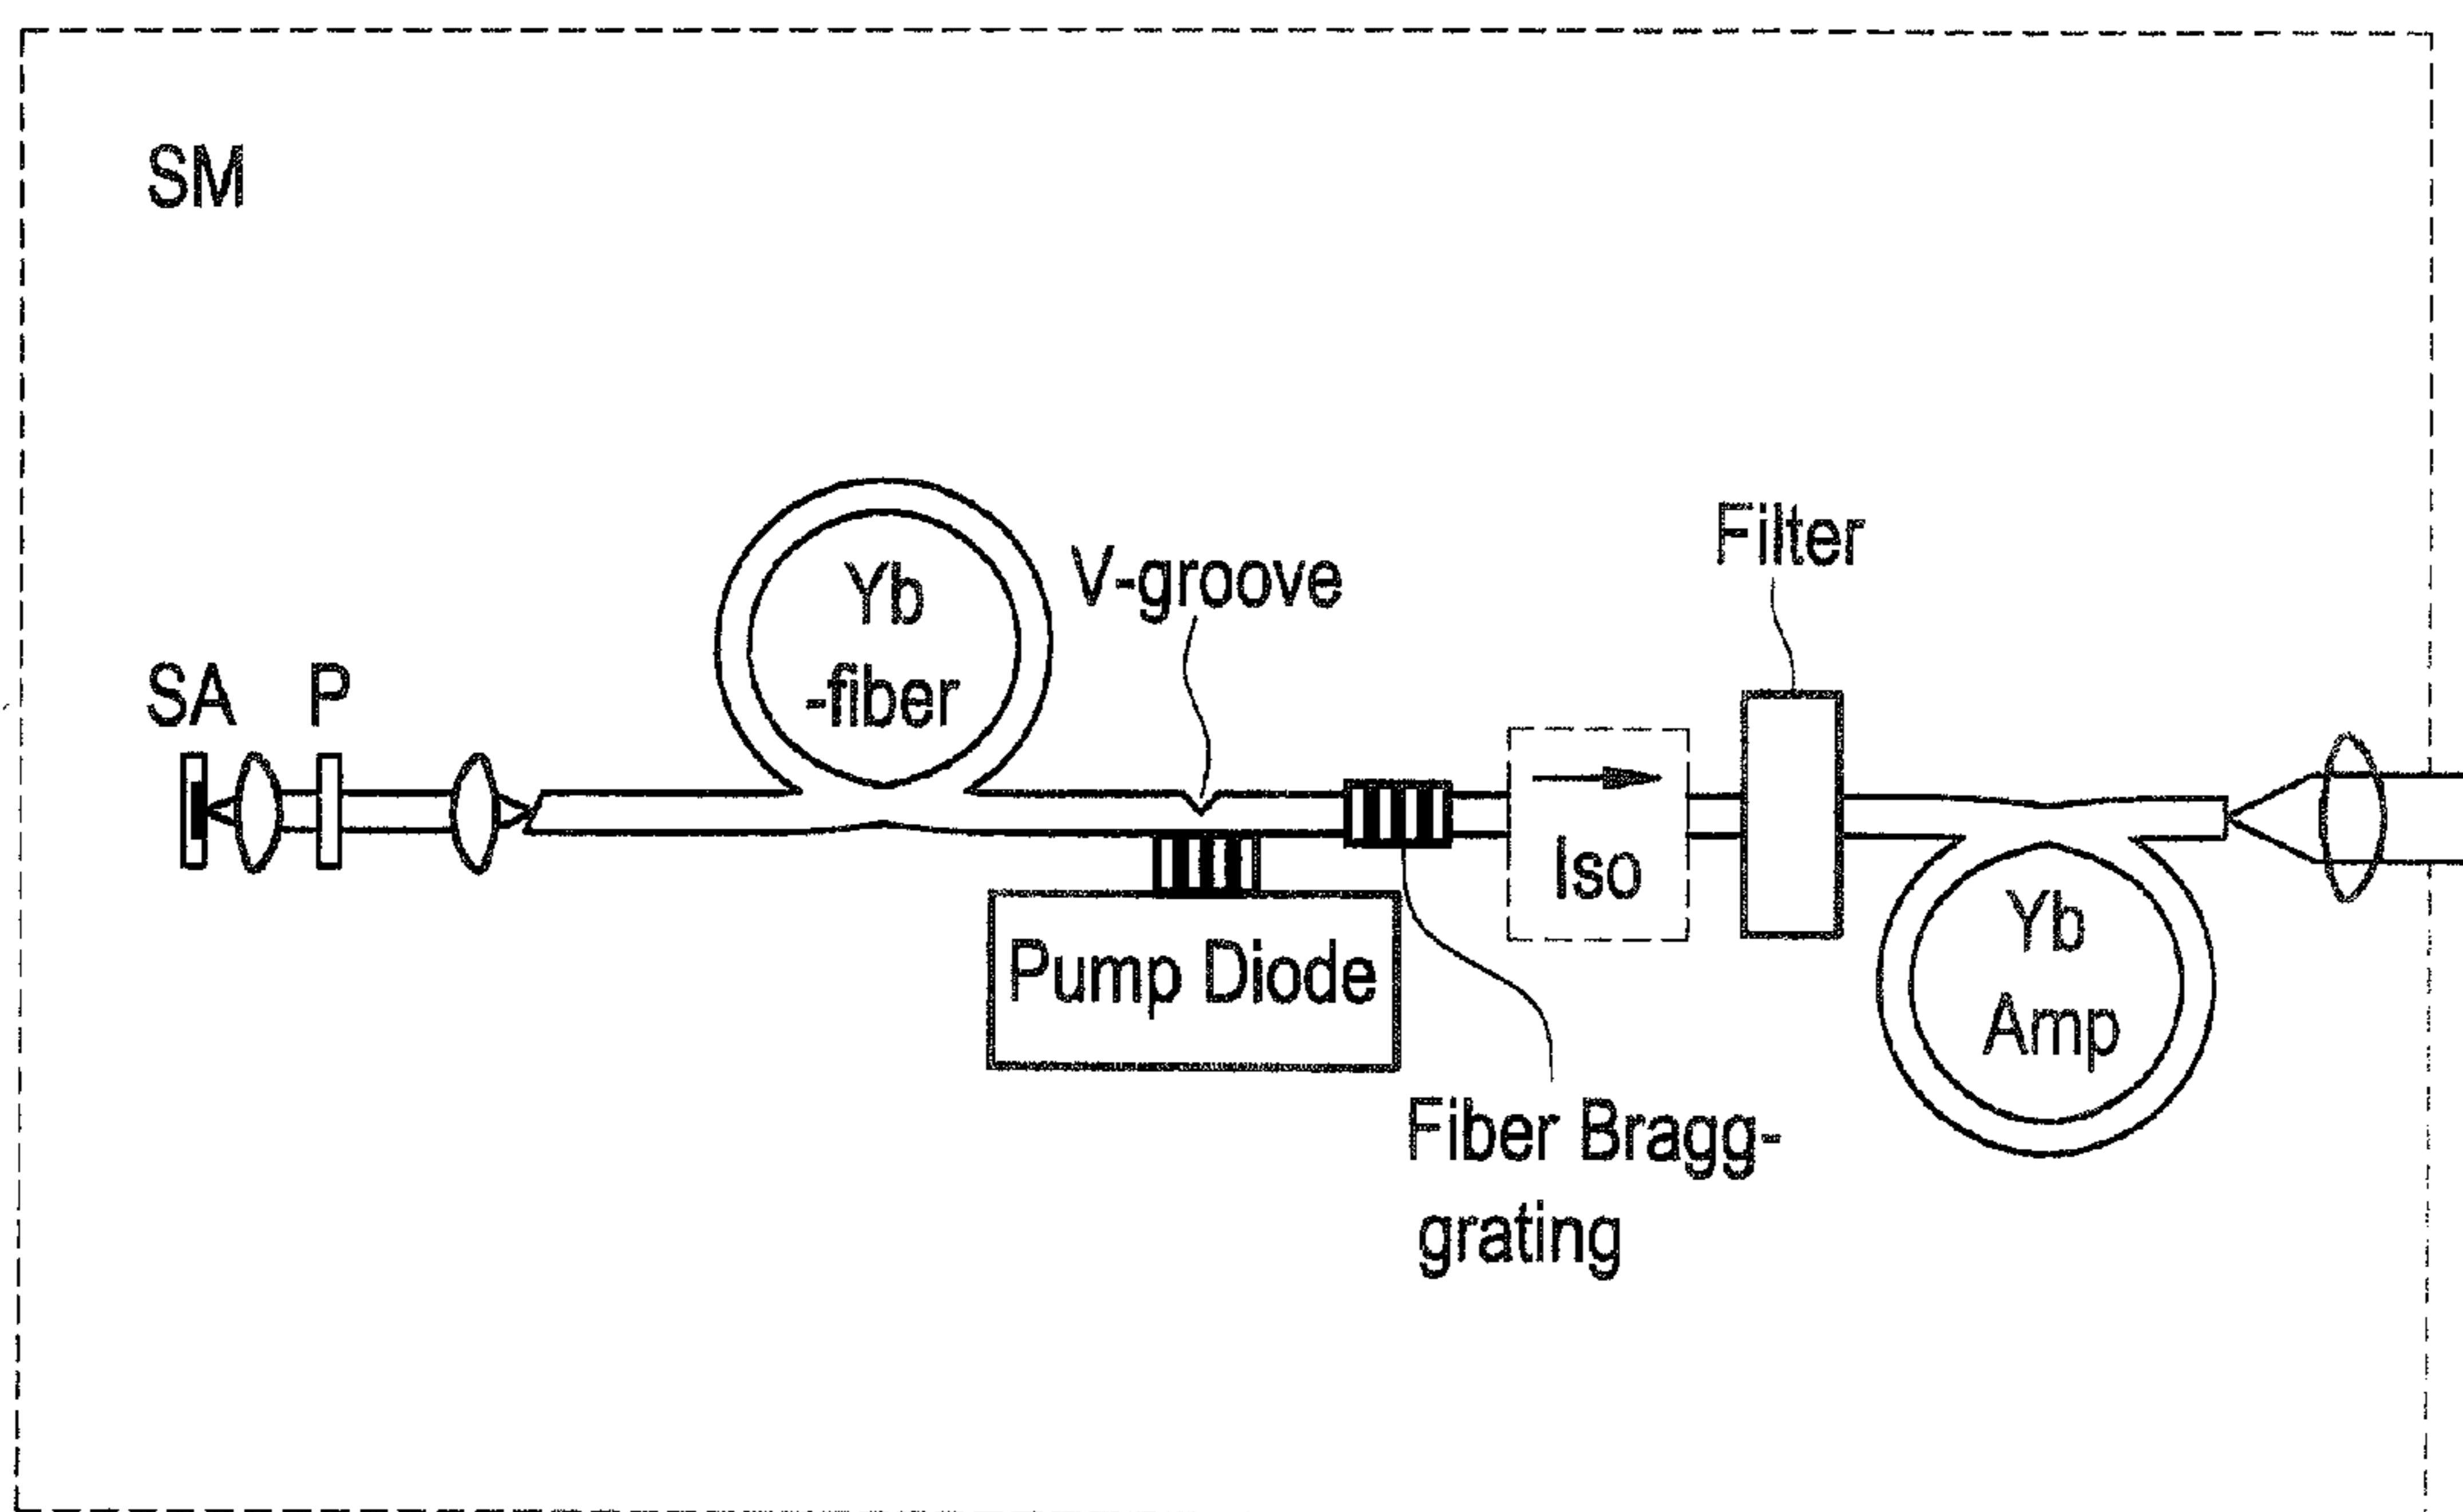 SM
Filter
Yb
-fiber
V-groove
SA
P
Iso
Pump Diode
Yb
Amp
Fiber Bragg-
grating